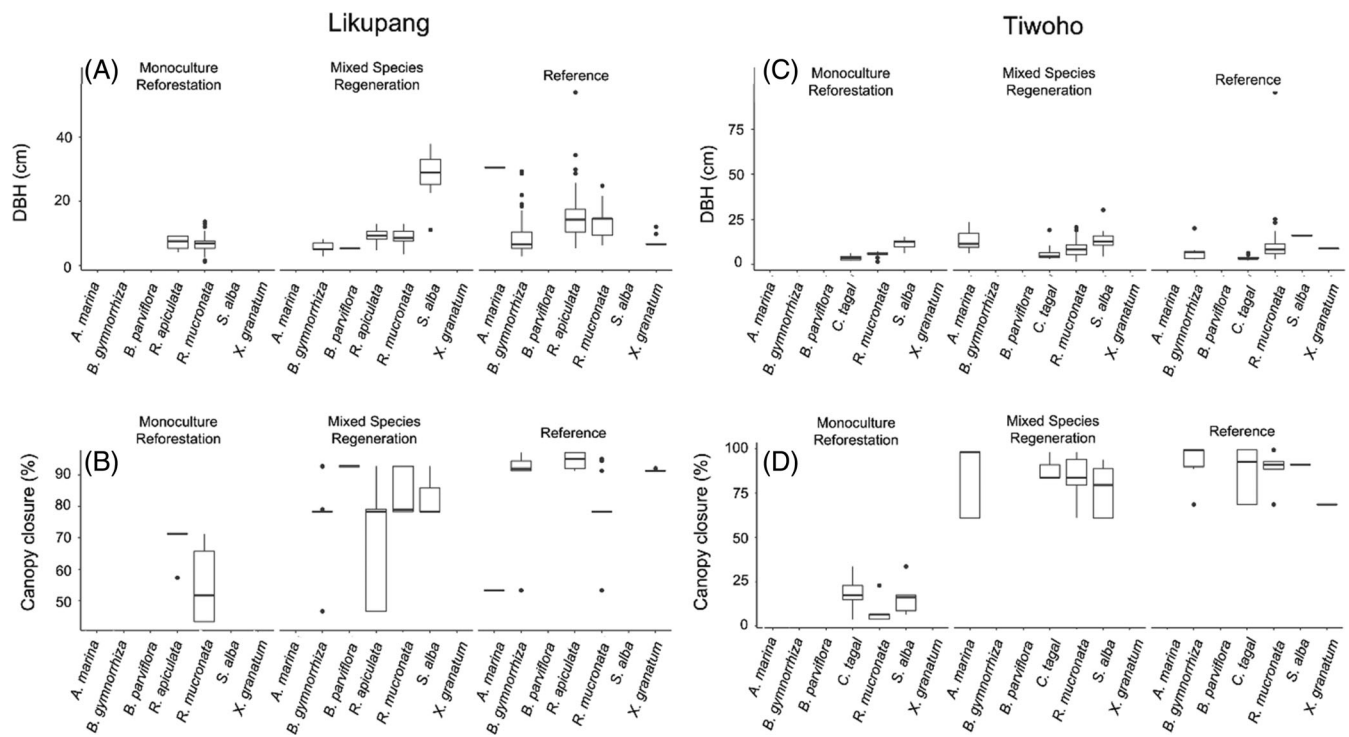 Likupang
Tiwoho
(A)
Monoculture
Reforestation
Mixed Species
Regeneration
Reference
DBH (cm)
40
20
0
A. marina
B. gymnorrhiza
B. parviflora
R. apiculata
R. mucronata
S. alba
X. granatum
A. marina
B. gymnorrhiza
B. parviflora
R. apiculata
R. mucronata
S. alba
X. granatum
A. marina
B. gymnorrhiza
B. parviflora
R. apiculata
R. mucronata
S. alba
X. granatum
(C)
Monoculture
Reforestation
Mixed Species
Regeneration
Reference
DBH (cm)
75
50
25
0
A. marina
B. gymnorrhiza
B. parviflora
C. tagal
R. mucronata
S. alba
X. granatum
A. marina
B. gymnorrhiza
B. parviflora
C. tagal
R. mucronata
S. alba
X. granatum
A. marina
B. gymnorrhiza
B. parviflora
C. tagal
R. mucronata
S. alba
X. granatum
(B)
Monoculture
Reforestation
Mixed Species
Regeneration
Reference
Canopy closure (%)
90
80
70
60
50
A. marina
B. gymnorrhiza
B. parviflora
R. apiculata
R. mucronata
S. alba
X. granatum
A. marina
B. gymnorrhiza
B. parviflora
R. apiculata
R. mucronata
S. alba
X. granatum
A. marina
B. gymnorrhiza
B. parviflora
R. apiculata
R. mucronata
S. alba
X. granatum
(D)
Monoculture
Reforestation
Mixed Species
Regeneration
Reference
Canopy closure (%)
100
75
50
25
0
A. marina
B. gymnorrhiza
B. parviflora
C. tagal
R. mucronata
S. alba
X. granatum
A. marina
B. gymnorrhiza
B. parviflora
C. tagal
R. mucronata
S. alba
X. granatum
A. marina
B. gymnorrhiza
B. parviflora
C. tagal
R. mucronata
S. alba
X. granatum